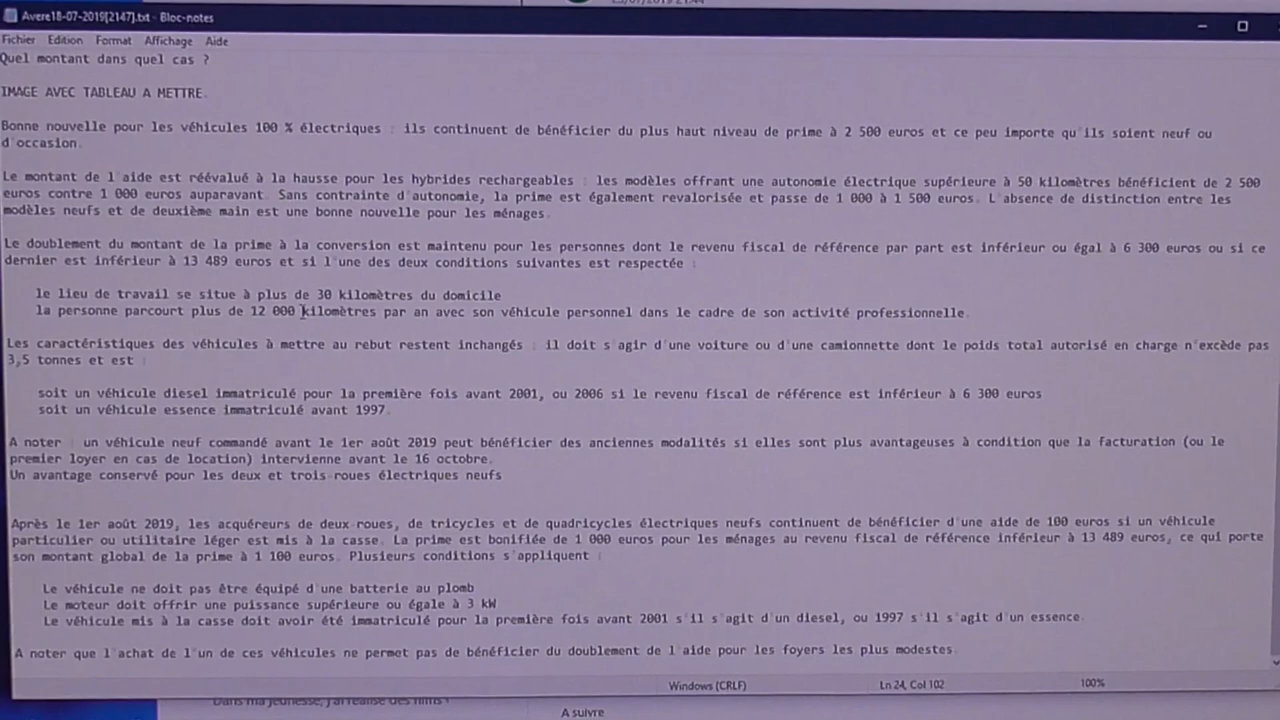 Avere18-07-2019[2147].txt - Bloc-notes
Fichier Edition Format Affichage Aide
Quel montant dans quel cas ?
IMAGE AVEC TABLEAU A METTRE.
Bonne nouvelle pour les véhicules 100 % électriques : ils continuent de bénéficier du plus haut niveau de prime à 2 500 euros et ce peu importe qu'ils soient neuf ou
d'occasion.
Le montant de l'aide est réévalué à la hausse pour les hybrides rechargeables : les modèles offrant une autonomie électrique supérieure à 50 kilomètres bénéficient de 2 500
euros contre 1 000 euros auparavant. Sans contrainte d'autonomie, la prime est également revalorisée et passe de 1 000 à 1 500 euros. L'absence de distinction entre les
modèles neufs et de deuxième main est une bonne nouvelle pour les ménages.
Le doublement du montant de la prime à la conversion est maintenu pour les personnes dont le revenu fiscal de référence par part est inférieur ou égal à 6 300 euros ou si ce
dernier est inférieur à 13 489 euros et si l'une des deux conditions suivantes est respectée :
le lieu de travail se situe à plus de 30 kilomètres du domicile
la personne parcourt plus de 12 000 kilomètres par an avec son véhicule personnel dans le cadre de son activité professionnelle.
Les caractéristiques des véhicules à mettre au rebut restent inchangés : il doit s'agir d'une voiture ou d'une camionnette dont le poids total autorisé en charge n'excède pas
3,5 tonnes et est :
soit un véhicule diesel immatriculé pour la première fois avant 2001, ou 2006 si le revenu fiscal de référence est inférieur à 6 300 euros
soit un véhicule essence immatriculé avant 1997.
A noter : un véhicule neuf commandé avant le 1er août 2019 peut bénéficier des anciennes modalités si elles sont plus avantageuses à condition que la facturation (ou le
premier loyer en cas de location) intervienne avant le 16 octobre.
Un avantage conservé pour les deux et trois-roues électriques neufs
Après le 1er août 2019, les acquéreurs de deux-roues, de tricycles et de quadricycles électriques neufs continuent de bénéficier d'une aide de 100 euros si un véhicule
particulier ou utilitaire léger est mis à la casse. La prime est bonifiée de 1 000 euros pour les ménages au revenu fiscal de référence inférieur à 13 489 euros, ce qui porte
son montant global de la prime à 1 100 euros. Plusieurs conditions s'appliquent :
Le véhicule ne doit pas être équipé d'une batterie au plomb
Le moteur doit offrir une puissance supérieure ou égale à 3 kW
Le véhicule mis à la casse doit avoir été immatriculé pour la première fois avant 2001 s'il s'agit d'un diesel, ou 1997 s'il s'agit d'un essence.
A noter que l'achat de l'un de ces véhicules ne permet pas de bénéficier du doublement de l'aide pour les foyers les plus modestes.
Windows (CRLF) Ln 24, Col 102 100%
Dans ma jeunesse, j'ai réalisé des films !
A suivre